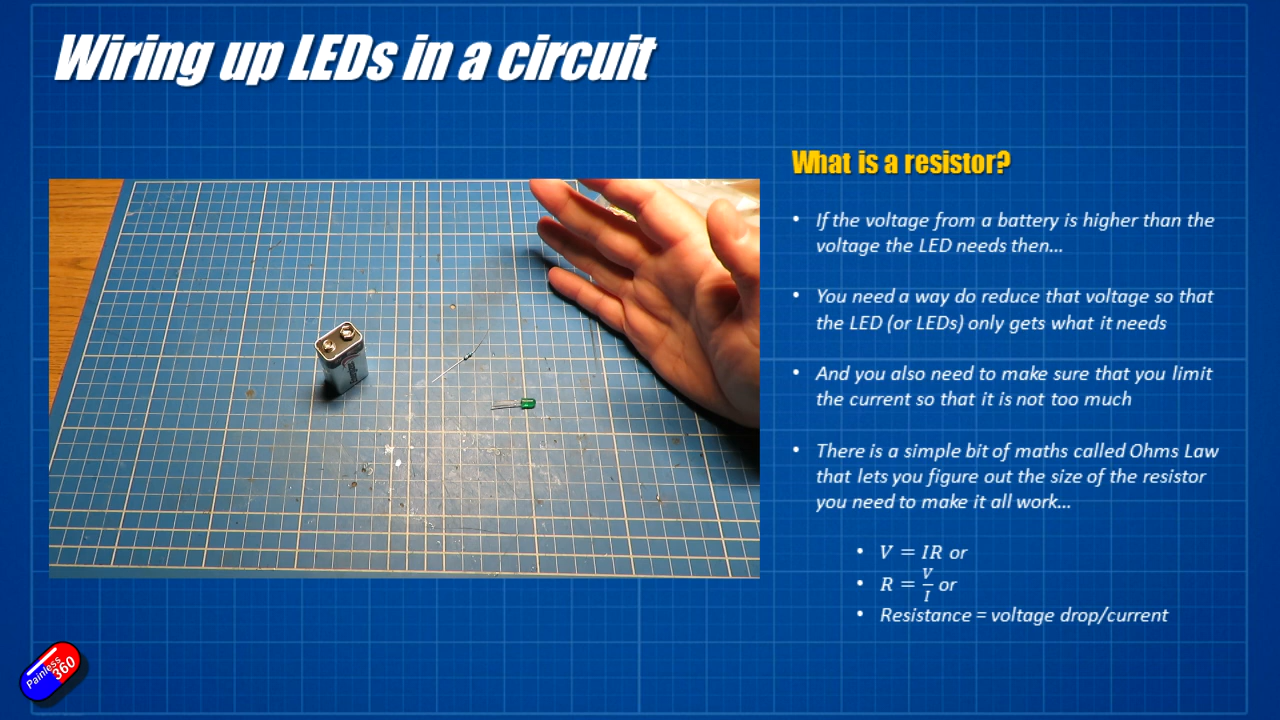 Wiring up LEDs in a circuit
What is a resistor?
• If the voltage from a battery is higher than the
voltage the LED needs then...
• You need a way do reduce that voltage so that
the LED (or LEDs) only gets what it needs
• And you also need to make sure that you limit
the current so that it is not too much
• There is a simple bit of maths called Ohms Law
that lets you figure out the size of the resistor
you need to make it all work...
• V = IR or
• R = V/I or
• Resistance = voltage drop/current
Painless
360